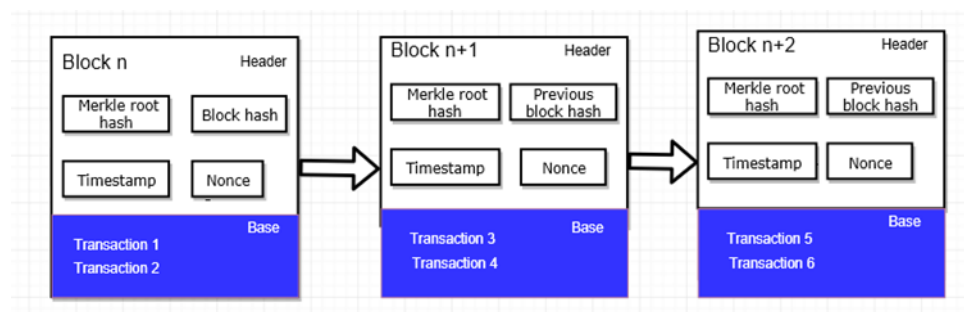 Block n
Header
Merkle root
hash
Block hash
Timestamp
Nonce
Base
Transaction 1
Transaction 2
Block n+1
Header
Merkle root
hash
Previous
block hash
Timestamp
Nonce
Base
Transaction 3
Transaction 4
Block n+2
Header
Merkle root
hash
Previous
block hash
Timestamp
Nonce
Base
Transaction 5
Transaction 6